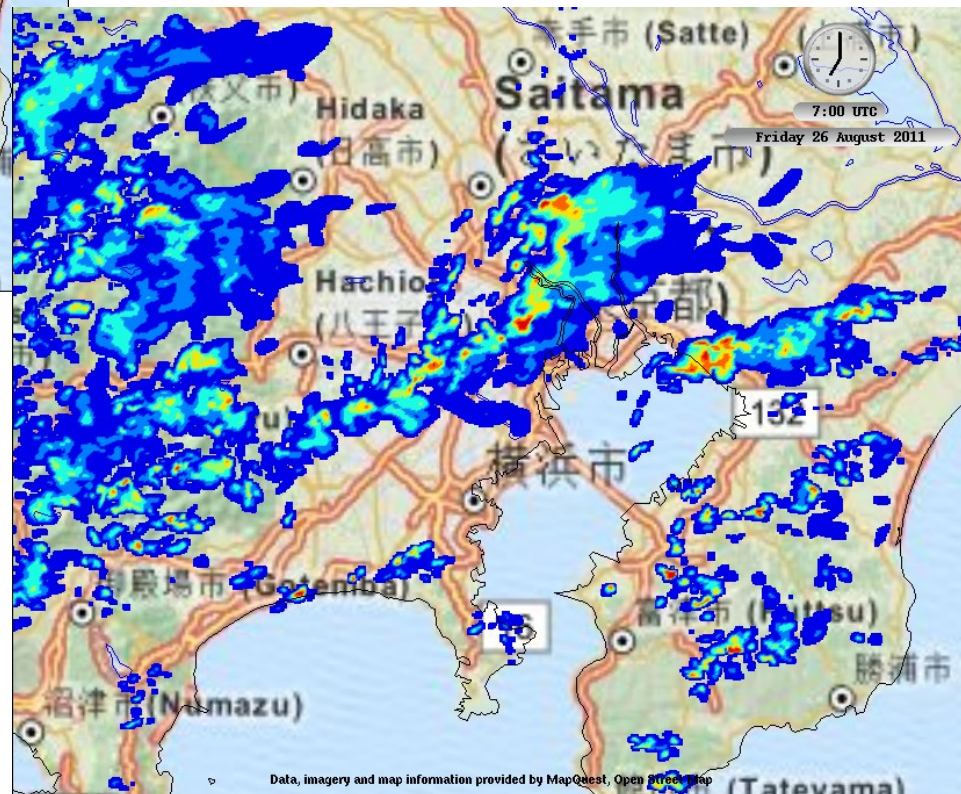 手市 (Satte)
7:00 UTC
Friday 26 August 2011
Saitama
(さいたま市)
Hidaka
(日高市)
Hachio
(八王子
京都)
132
横浜市
御殿場市 (Gotemba)
富津市 (Futtsu)
勝浦市
沼津市 (Numazu)
Data, imagery and map information provided by MapQuest, Open Street Map
(Tateyama)